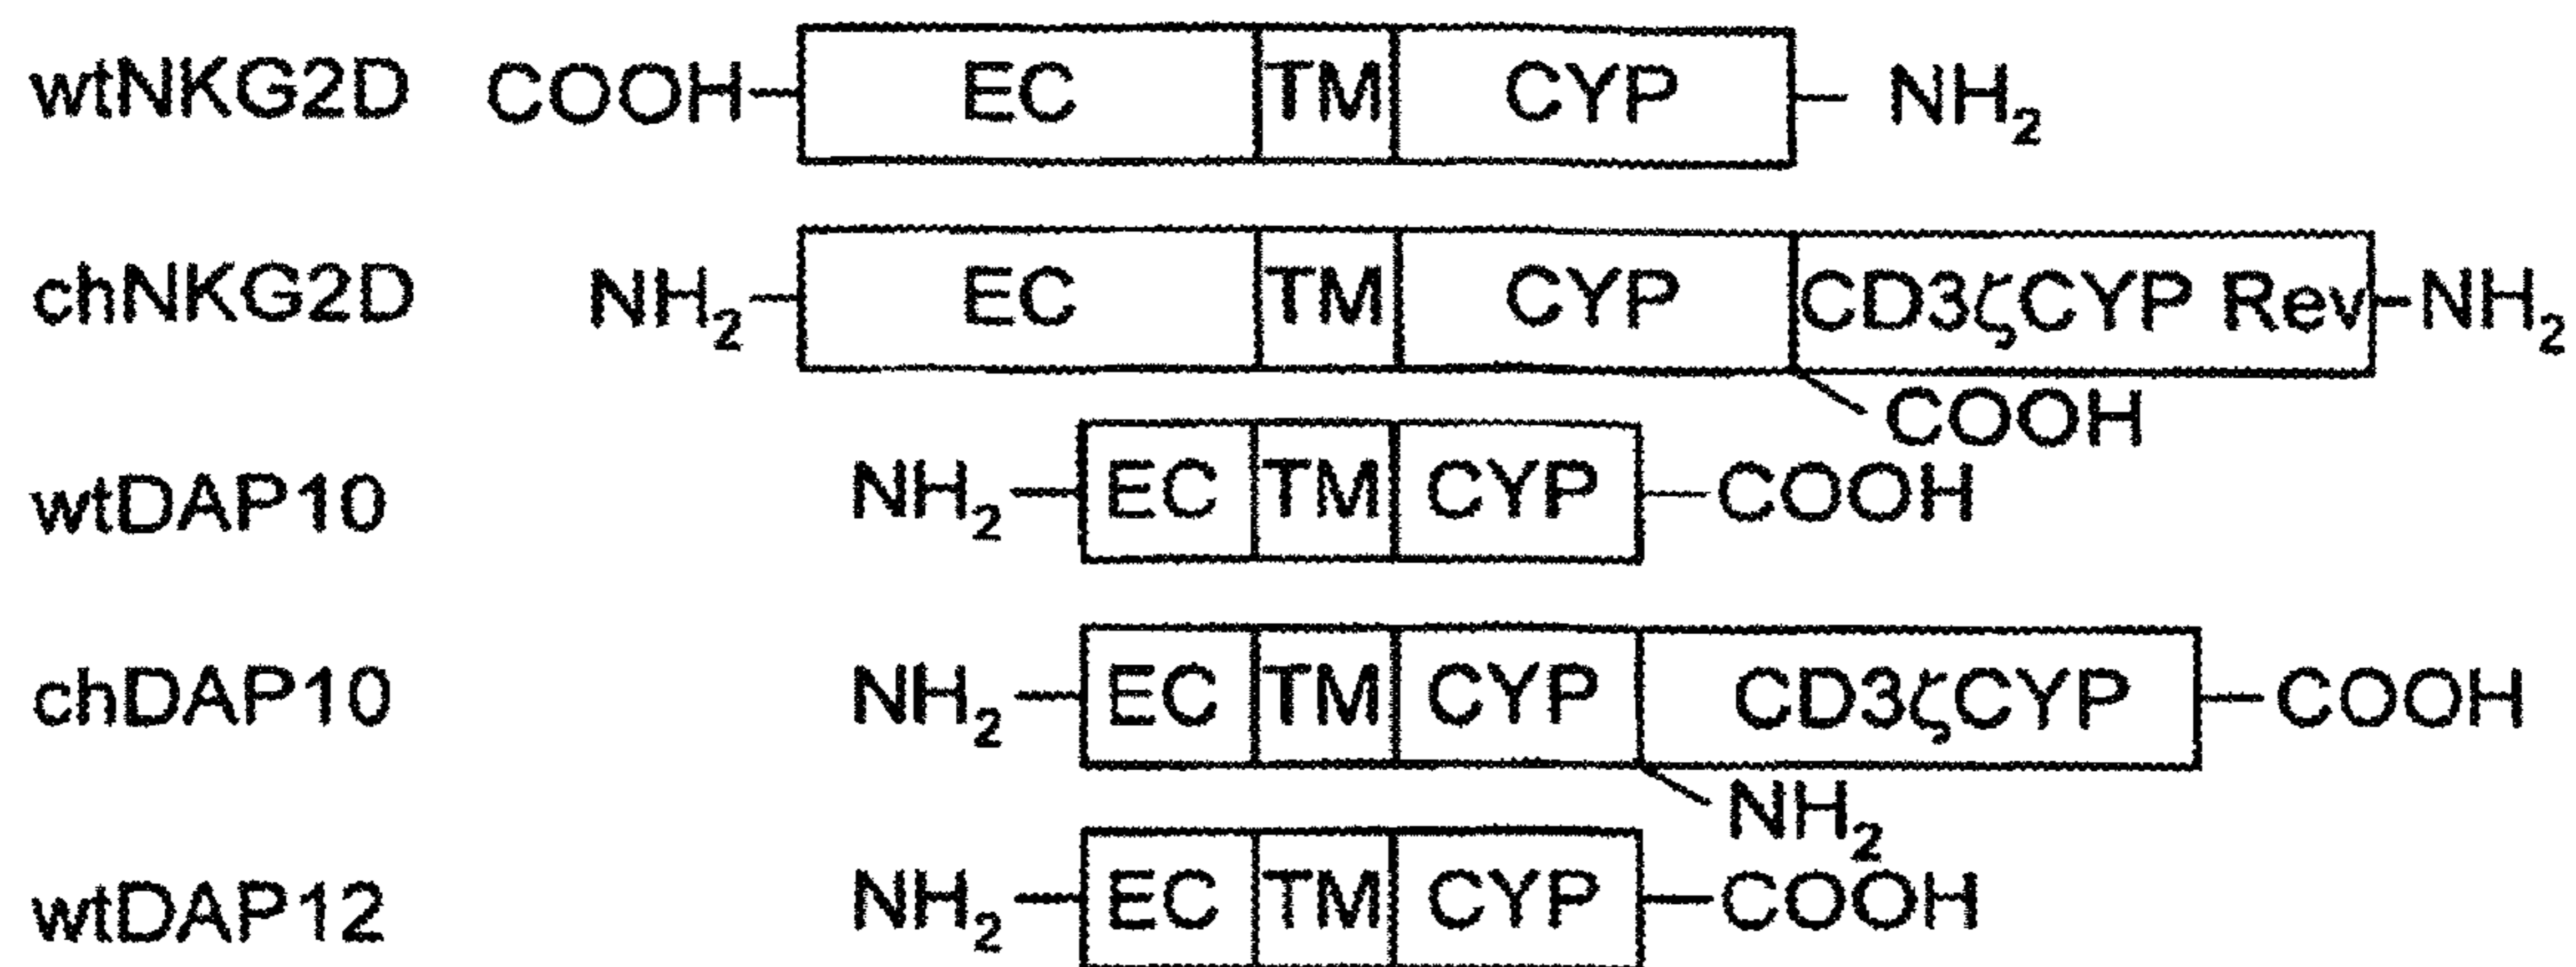 wtNKG2D COOH EC TM CYP NH2
chNKG2D NH2 EC TM CYP CD3ζCYP Rev NH2
COOH
wtDAP10 NH2 EC TM CYP COOH
chDAP10 NH2 EC TM CYP CD3ζCYP COOH
NH2
wtDAP12 NH2 EC TM CYP COOH